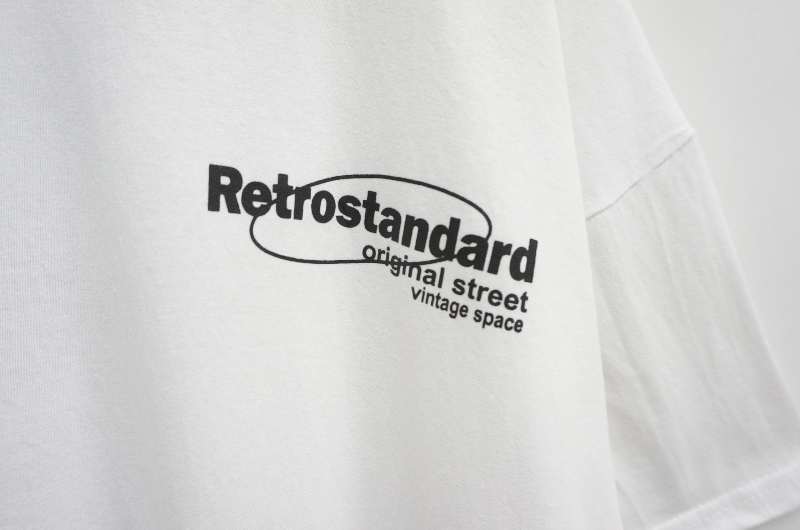 Retrostandard
original street
vintage space